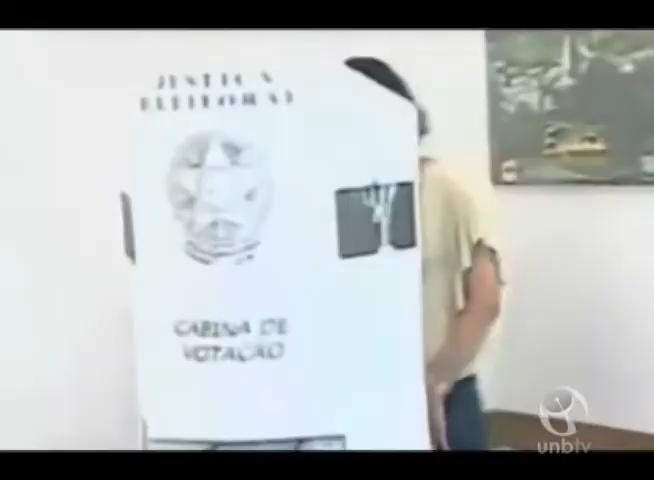 JUSTIÇA
ELEITORAL
CABINA DE
VOTAÇÃO
unbtv